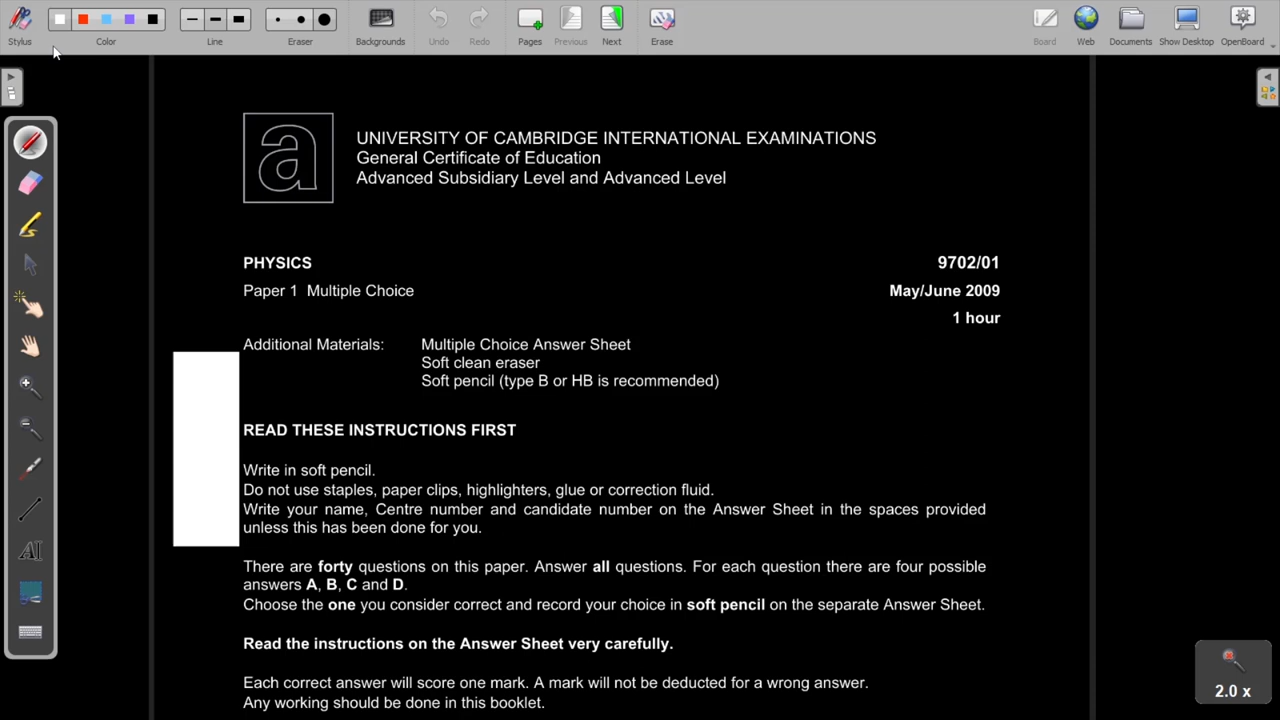 Stylus Color Line Eraser Backgrounds Undo Redo Pages Previous Next Erase Board Web Documents Show Desktop OpenBoard
a
UNIVERSITY OF CAMBRIDGE INTERNATIONAL EXAMINATIONS
General Certificate of Education
Advanced Subsidiary Level and Advanced Level
PHYSICS 9702/01
Paper 1 Multiple Choice May/June 2009
1 hour
Additional Materials: Multiple Choice Answer Sheet
Soft clean eraser
Soft pencil (type B or HB is recommended)
READ THESE INSTRUCTIONS FIRST
Write in soft pencil.
Do not use staples, paper clips, highlighters, glue or correction fluid.
Write your name, Centre number and candidate number on the Answer Sheet in the spaces provided
unless this has been done for you.
There are forty questions on this paper. Answer all questions. For each question there are four possible
answers A, B, C and D.
Choose the one you consider correct and record your choice in soft pencil on the separate Answer Sheet.
Read the instructions on the Answer Sheet very carefully.
Each correct answer will score one mark. A mark will not be deducted for a wrong answer.
Any working should be done in this booklet.
AI
2.0 x